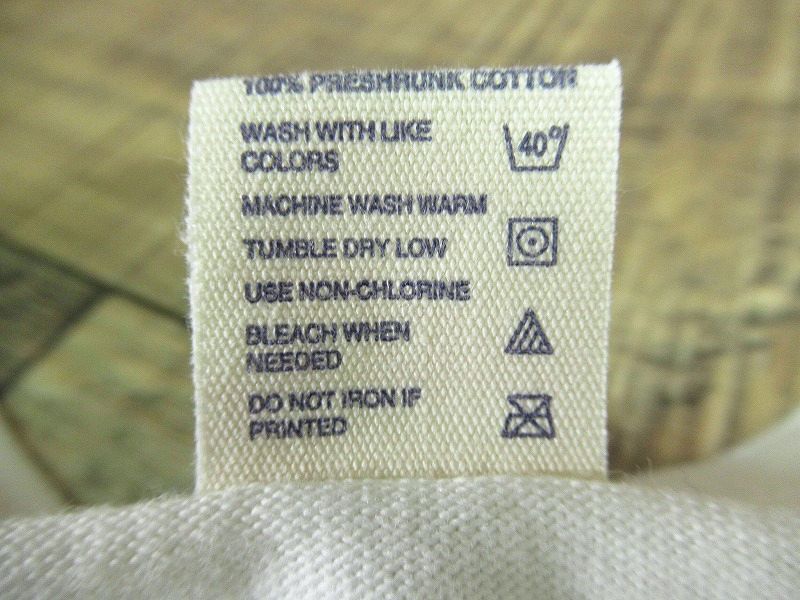 100% PRESHRUNK COTTON
WASH WITH LIKE
COLORS
40°
MACHINE WASH WARM
TUMBLE DRY LOW
USE NON-CHLORINE
BLEACH WHEN
NEEDED
DO NOT IRON IF
PRINTED